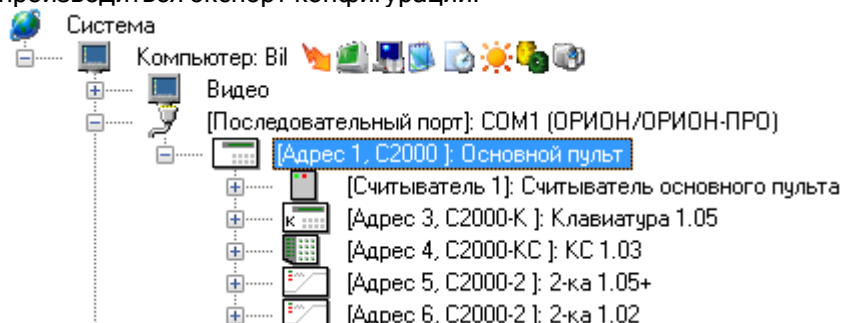 производиться экспорт конфигурации.
Система
Компьютер: Bil
Видео
[Последовательный порт]: COM1 (ОРИОН/ОРИОН-ПРО)
[Адрес 1, С2000 ]: Основной пульт
[Считыватель 1]: Считыватель основного пульта
[Адрес 3, С2000-К ]: Клавиатура 1.05
[Адрес 4, С2000-КС ]: КС 1.03
[Адрес 5, С2000-2 ]: 2-ка 1.05+
[Адрес 6, С2000-2 ]: 2-ка 1.02